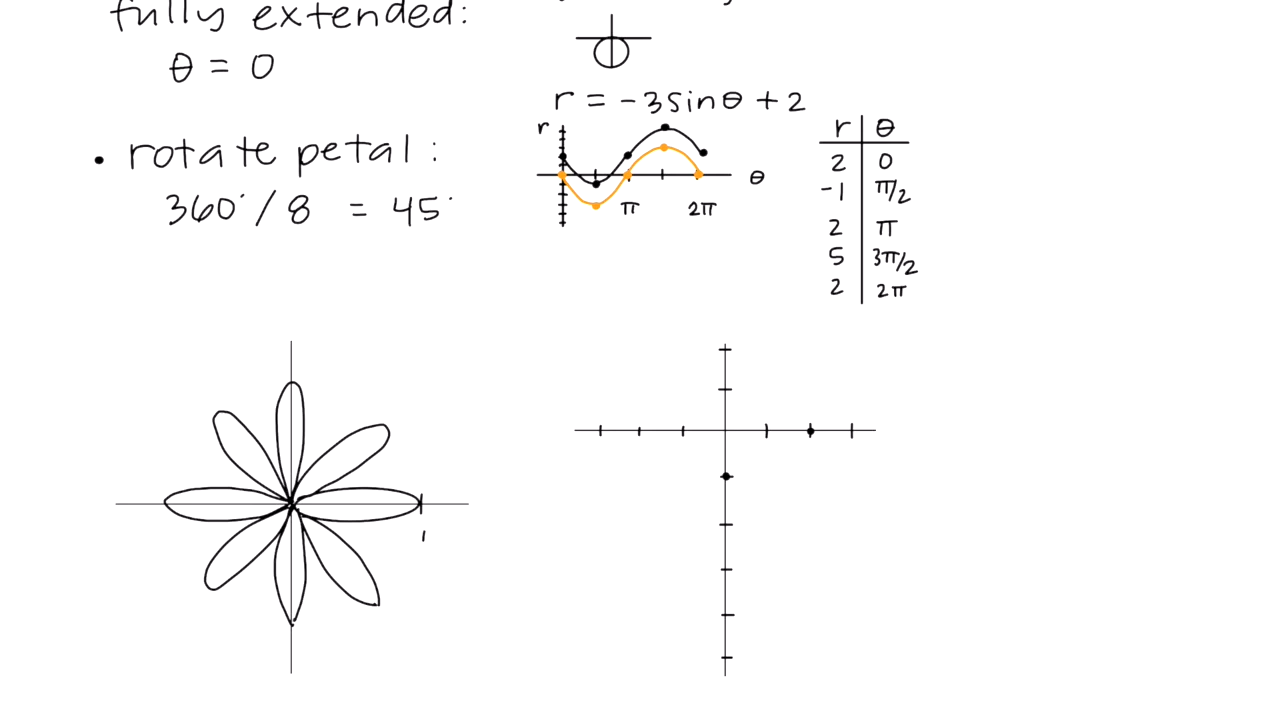 fully extended:
θ = 0
• rotate petal:
360° / 8 = 45°
r = -3sinθ + 2
r
θ
π 2π
r θ
2 0
-1 π/2
2 π
5 3π/2
2 2π
1